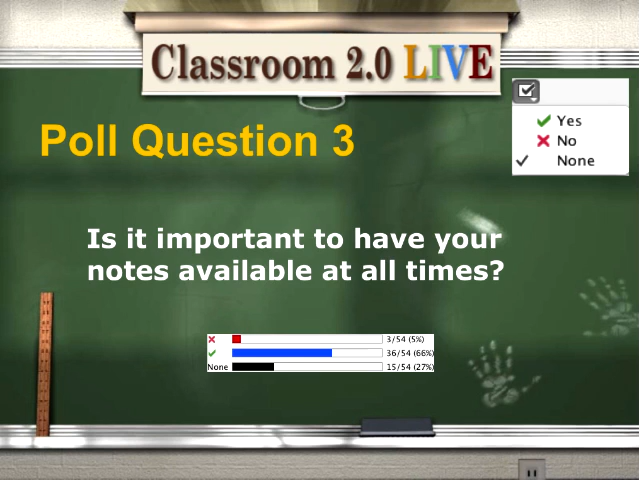 Classroom 2.0 LIVE
Yes
No
None
Poll Question 3
Is it important to have your
notes available at all times?
3/54 (5%)
36/54 (66%)
None 15/54 (27%)